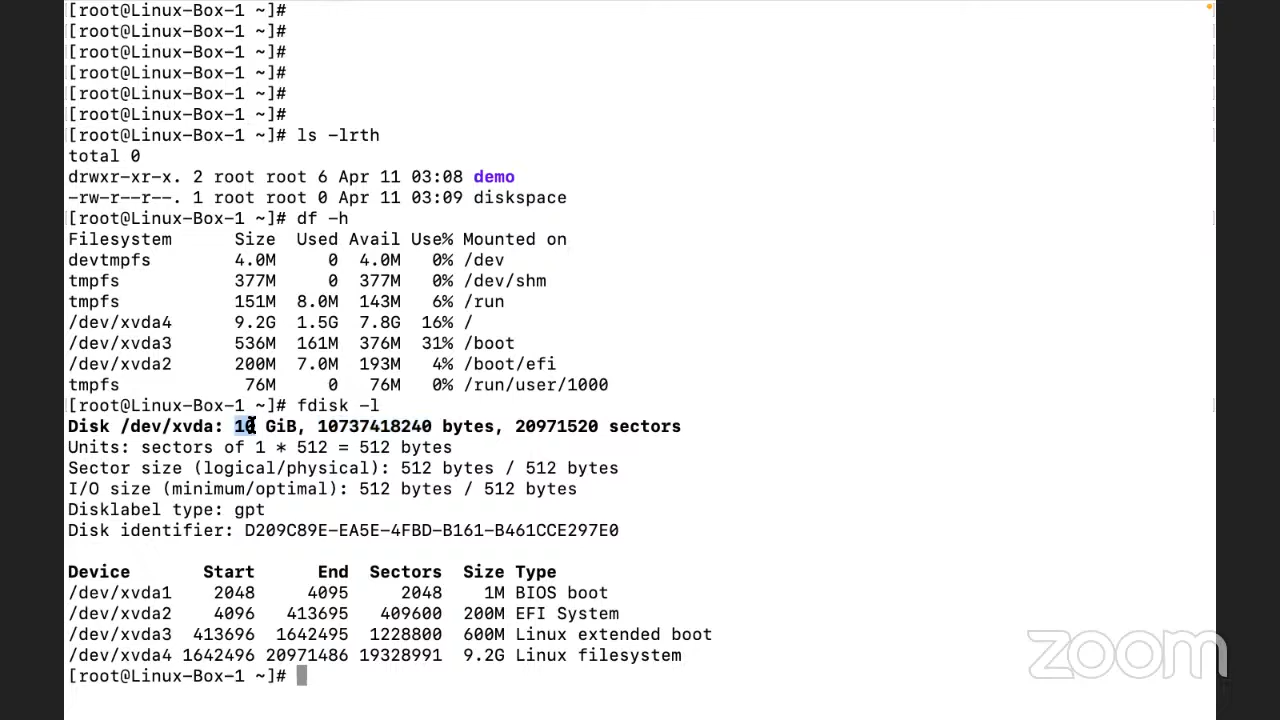 [root@Linux-Box-1 ~]#
[root@Linux-Box-1 ~]#
[root@Linux-Box-1 ~]#
[root@Linux-Box-1 ~]#
[root@Linux-Box-1 ~]#
[root@Linux-Box-1 ~]#
[root@Linux-Box-1 ~]# ls -lrth
total 0
drwxr-xr-x. 2 root root 6 Apr 11 03:08 demo
-rw-r--r--. 1 root root 0 Apr 11 03:09 diskspace
[root@Linux-Box-1 ~]# df -h
Filesystem      Size  Used Avail Use% Mounted on
devtmpfs        4.0M     0  4.0M   0% /dev
tmpfs           377M     0  377M   0% /dev/shm
tmpfs           151M  8.0M  143M   6% /run
/dev/xvda4      9.2G  1.5G  7.8G  16% /
/dev/xvda3      536M  161M  376M  31% /boot
/dev/xvda2      200M  7.0M  193M   4% /boot/efi
tmpfs            76M     0   76M   0% /run/user/1000
[root@Linux-Box-1 ~]# fdisk -l
Disk /dev/xvda: 10 GiB, 10737418240 bytes, 20971520 sectors
Units: sectors of 1 * 512 = 512 bytes
Sector size (logical/physical): 512 bytes / 512 bytes
I/O size (minimum/optimal): 512 bytes / 512 bytes
Disklabel type: gpt
Disk identifier: D209C89E-EA5E-4FBD-B161-B461CCE297E0
Device       Start      End  Sectors  Size Type
/dev/xvda1    2048     4095     2048    1M BIOS boot
/dev/xvda2    4096   413695   409600  200M EFI System
/dev/xvda3  413696  1642495  1228800  600M Linux extended boot
/dev/xvda4 1642496 20971486 19328991  9.2G Linux filesystem
[root@Linux-Box-1 ~]#
zoom